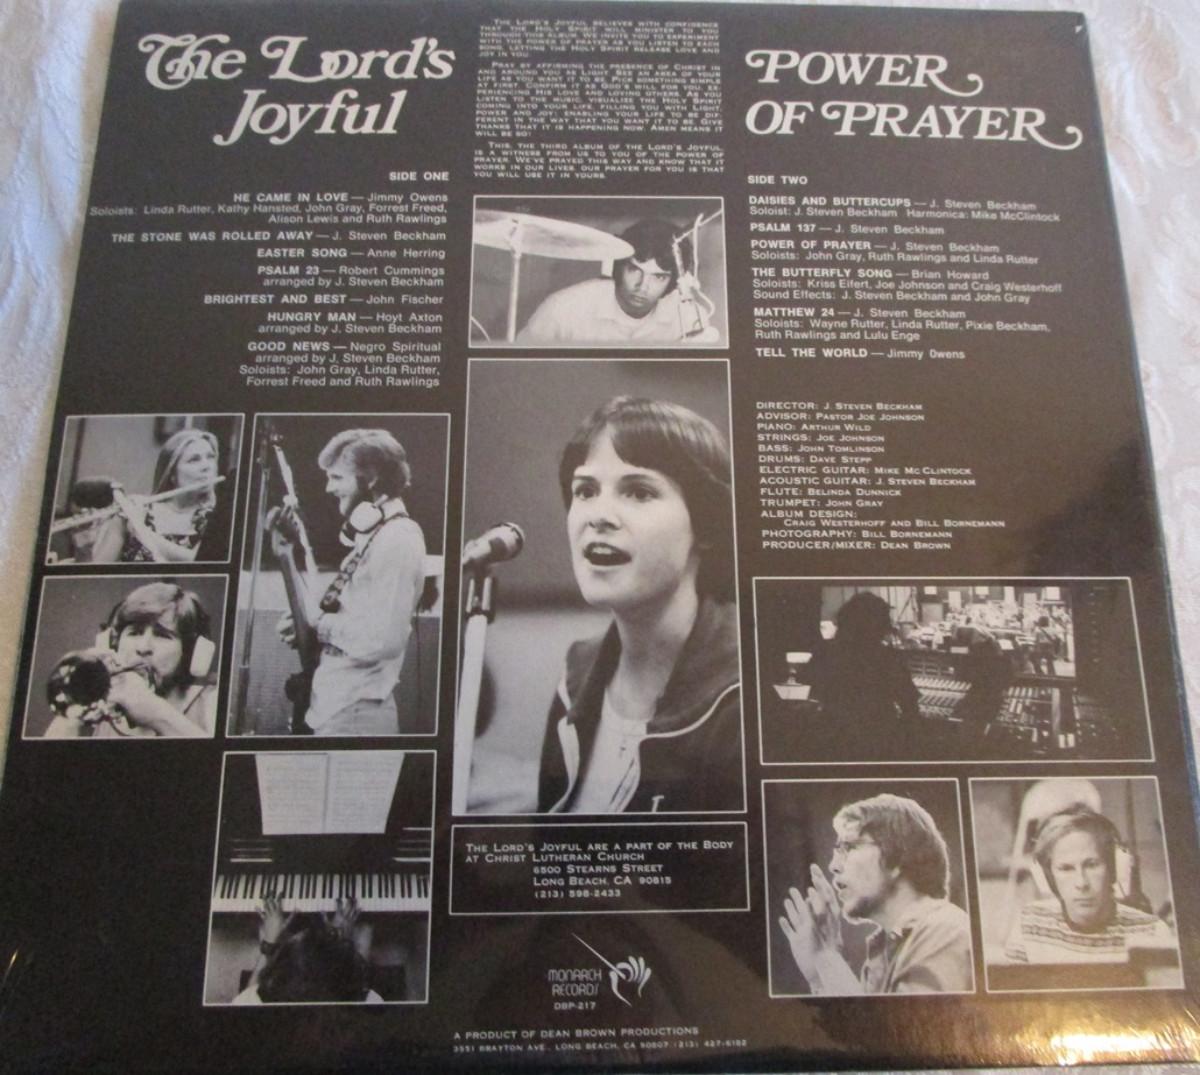 The Lord's
Joyful
THE LORD'S JOYFUL BELIEVES WITH CONFIDENCE
THAT THE HOLY SPIRIT WILL MINISTER TO YOU
THROUGH THIS ALBUM. WE INVITE YOU TO EXPERIMENT
WITH THE POWER OF PRAYER AS YOU LISTEN TO EACH
SONG, LETTING THE HOLY SPIRIT RELEASE LOVE AND
JOY IN YOU.
PRAY BY AFFIRMING THE PRESENCE OF CHRIST IN
AND AROUND YOU AS LIGHT. SEE AN AREA OF YOUR
LIFE AS YOU WANT IT TO BE. PICK SOMETHING SIMPLE
AT FIRST. CONFIRM IT AS GOD'S WILL FOR YOU, EX-
PERIENCING HIS LOVE AND LOVING OTHERS. AS YOU
LISTEN TO THE MUSIC, VISUALIZE THE HOLY SPIRIT
COMING INTO YOUR LIFE, FILLING YOU WITH LIGHT,
POWER AND JOY; ENABLING YOUR LIFE TO BE DIF-
FERENT IN THE WAY THAT YOU WANT IT TO BE. GIVE
THANKS THAT IT IS HAPPENING NOW. AMEN MEANS IT
WILL BE SO!
THIS, THE THIRD ALBUM OF THE LORD'S JOYFUL,
IS A WITNESS FROM US TO YOU OF THE POWER OF
PRAYER. WE'VE PRAYED THIS WAY AND KNOW THAT IT
WORKS IN OUR LIVES. OUR PRAYER FOR YOU IS THAT
YOU WILL USE IT IN YOURS.
POWER
OF PRAYER
SIDE ONE
HE CAME IN LOVE — Jimmy Owens
Soloists: Linda Rutter, Kathy Hansted, John Gray, Forrest Freed,
Alison Lewis and Ruth Rawlings
THE STONE WAS ROLLED AWAY — J. Steven Beckham
EASTER SONG — Anne Herring
PSALM 23 — Robert Cummings
arranged by J. Steven Beckham
BRIGHTEST AND BEST — John Fischer
HUNGRY MAN — Hoyt Axton
arranged by J. Steven Beckham
GOOD NEWS — Negro Spiritual
arranged by J. Steven Beckham
Soloists: John Gray, Linda Rutter,
Forrest Freed and Ruth Rawlings
SIDE TWO
DAISIES AND BUTTERCUPS — J. Steven Beckham
Soloist: J. Steven Beckham Harmonica: Mike McClintock
PSALM 137 — J. Steven Beckham
POWER OF PRAYER — J. Steven Beckham
Soloists: John Gray, Ruth Rawlings and Linda Rutter
THE BUTTERFLY SONG — Brian Howard
Soloists: Kriss Eifert, Joe Johnson and Craig Westerhoff
Sound Effects: J. Steven Beckham and John Gray
MATTHEW 24 — J. Steven Beckham
Soloists: Wayne Rutter, Linda Rutter, Pixie Beckham,
Ruth Rawlings and Lulu Enge
TELL THE WORLD — Jimmy Owens
DIRECTOR: J. STEVEN BECKHAM
ADVISOR: PASTOR JOE JOHNSON
PIANO: ARTHUR WILD
STRINGS: JOE JOHNSON
BASS: JOHN TOMLINSON
DRUMS: DAVE STEPP
ELECTRIC GUITAR: MIKE MC CLINTOCK
ACOUSTIC GUITAR: J. STEVEN BECKHAM
FLUTE: BELINDA DUNNICK
TRUMPET: JOHN GRAY
ALBUM DESIGN:
CRAIG WESTERHOFF AND BILL BORNEMANN
PHOTOGRAPHY: BILL BORNEMANN
PRODUCER/MIXER: DEAN BROWN
THE LORD'S JOYFUL ARE A PART OF THE BODY
AT CHRIST LUTHERAN CHURCH
6500 STEARNS STREET
LONG BEACH, CA 90815
(213) 598-2433
MONARCH
RECORDS
DBP-217
A PRODUCT OF DEAN BROWN PRODUCTIONS
3551 BRAYTON AVE., LONG BEACH, CA 90807 (213) 427-6182